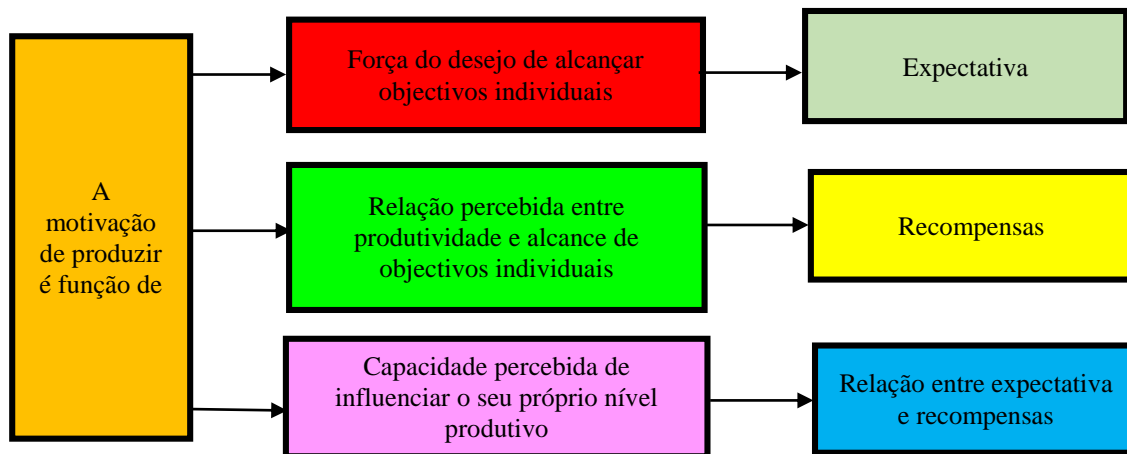 A
motivação
de produzir
é função de
Força do desejo de alcançar
objectivos individuais
Expectativa
Relação percebida entre
produtividade e alcance de
objectivos individuais
Recompensas
Capacidade percebida de
influenciar o seu próprio nível
produtivo
Relação entre expectativa
e recompensas